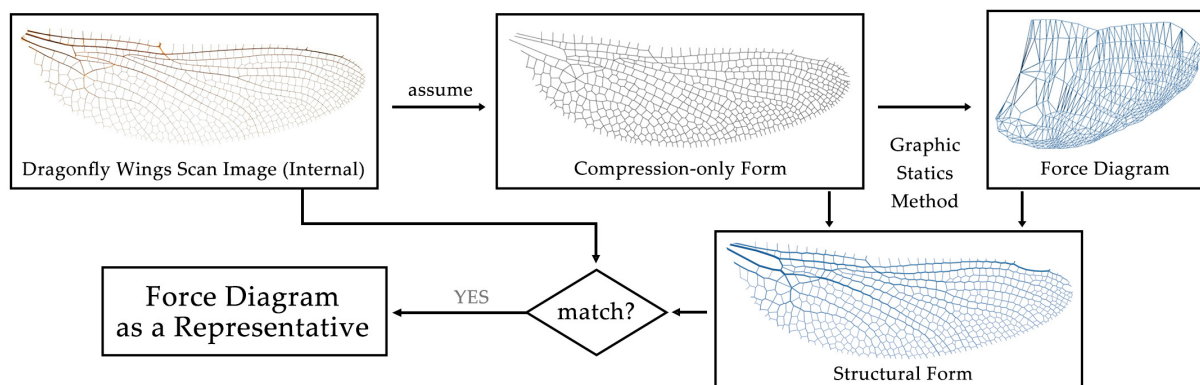 Dragonfly Wings Scan Image (Internal)
assume
Compression-only Form
Graphic
Statics
Method
Force Diagram
Structural Form
match?
YES
Force Diagram
as a Representative